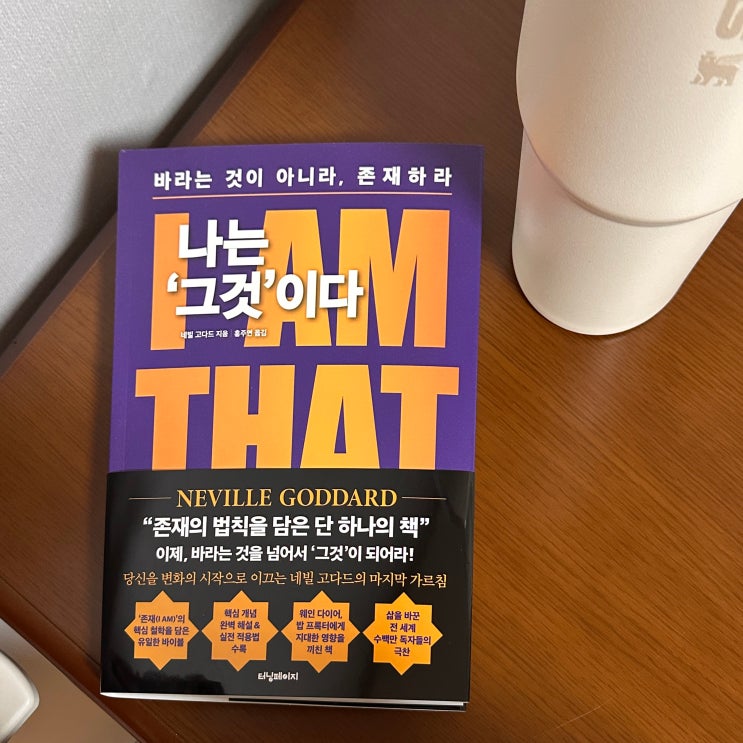 바라는 것이 아니라, 존재하라
I AM
나는
‘그것’이다
네빌 고다드 지음 | 홍주연 옮김
THAT
NEVILLE GODDARD
“존재의 법칙을 담은 단 하나의 책”
이제, 바라는 것을 넘어서 ‘그것’이 되어라!
당신을 변화의 시작으로 이끄는 네빌 고다드의 마지막 가르침
‘존재(I AM)’의
핵심 철학을 담은
유일한 바이블
핵심 개념
완벽 해설 &
실전 적용법
수록
웨인 다이어,
밥 프록터에게
지대한 영향을
끼친 책
삶을 바꾼
전 세계
수백만 독자들의
극찬
터닝페이지